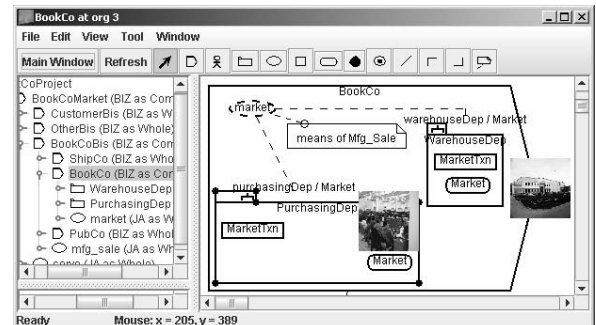 BookCo at org 3
File Edit View Tool Window
Main Window Refresh
CoProject
BookCoMarket (BIZ as Com
CustomerBis (BIZ as W
OtherBis (BIZ as Whole)
BookCoBis (BIZ as Com
ShipCo (BIZ as Who
BookCo (BIZ as Com
WarehouseDep
PurchasingDep
market (JA as W
PubCo (BIZ as Whol
mfg_sale (JA as Wh
BookCo
market
means of Mfg_Sale
warehouseDep / Market
WarehouseDep
MarketTxn
Market
purchasingDep / Market
PurchasingDep
MarketTxn
Market
Ready Mouse: x = 205, y = 389